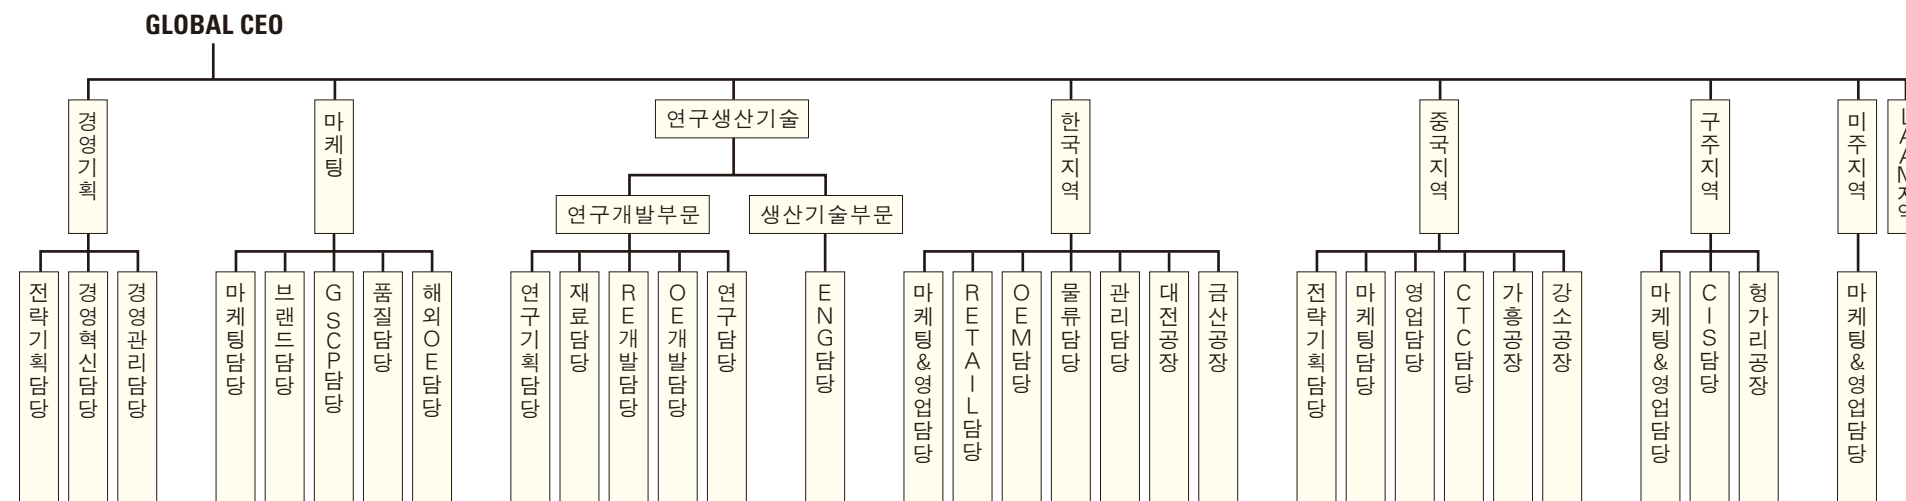 GLOBAL CEO
경영기획
마케팅
연구생산기술
한국지역
중국지역
구주지역
미주지역
LAAM지역
연구개발부문
생산기술부문
전략기획담당
경영혁신담당
경영관리담당
마케팅담당
브랜드담당
GSCP담당
품질담당
해외OE담당
연구기획담당
재료담당
RE개발담당
OE개발담당
연구담당
ENG담당
마케팅&영업담당
RETAIL담당
OEM담당
물류담당
관리담당
대전공장
금산공장
전략기획담당
마케팅담당
영업담당
CTC담당
가흥공장
강소공장
마케팅&영업담당
CIS담당
헝가리공장
마케팅&영업담당